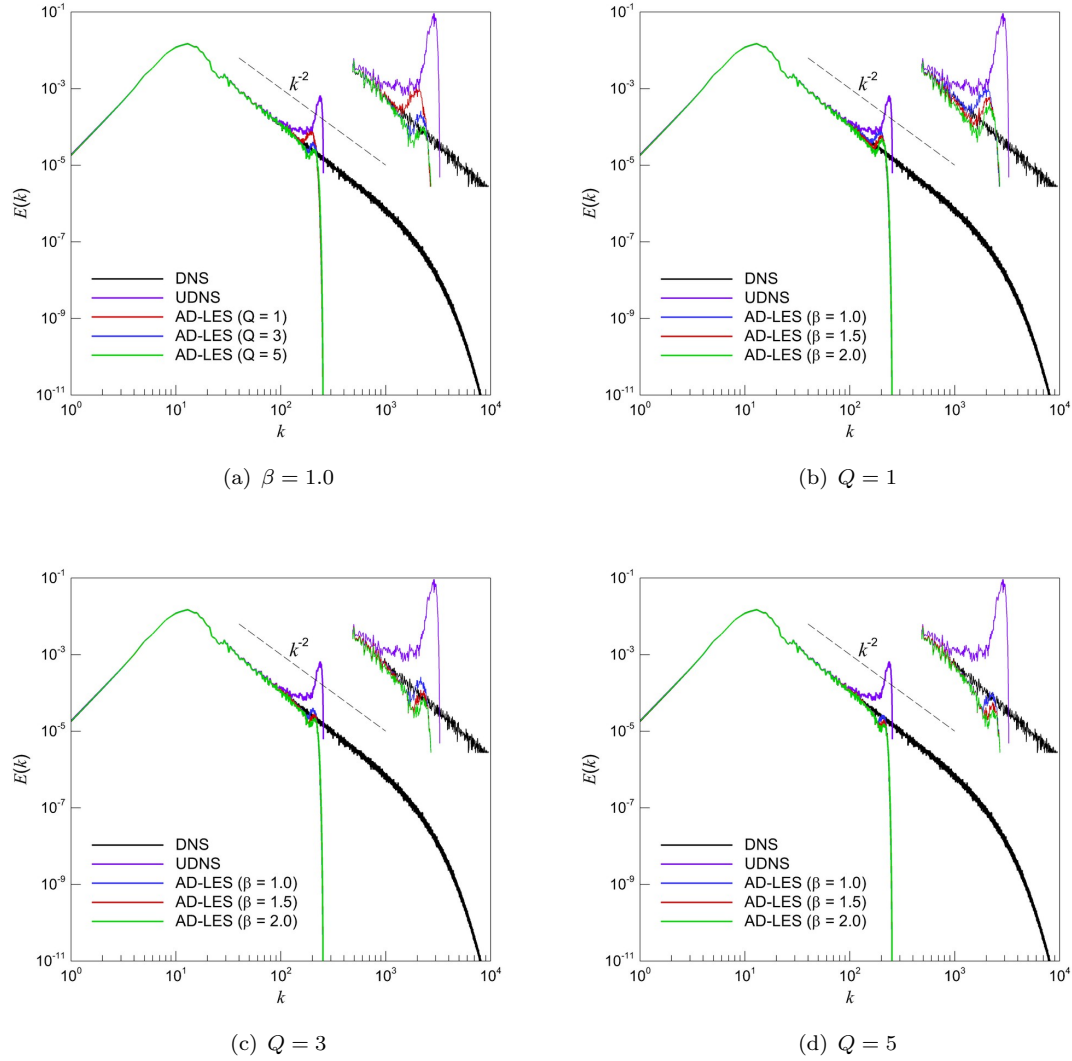 10^-1
10^-3
10^-5
10^-7
10^-9
10^-11
E(k)
k^-2
DNS
UDNS
AD-LES (Q = 1)
AD-LES (Q = 3)
AD-LES (Q = 5)
10^0
10^1
10^2
10^3
10^4
k
(a) β = 1.0
10^-1
10^-3
10^-5
10^-7
10^-9
10^-11
E(k)
k^-2
DNS
UDNS
AD-LES (β = 1.0)
AD-LES (β = 1.5)
AD-LES (β = 2.0)
10^0
10^1
10^2
10^3
10^4
k
(b) Q = 1
10^-1
10^-3
10^-5
10^-7
10^-9
10^-11
E(k)
k^-2
DNS
UDNS
AD-LES (β = 1.0)
AD-LES (β = 1.5)
AD-LES (β = 2.0)
10^0
10^1
10^2
10^3
10^4
k
(c) Q = 3
10^-1
10^-3
10^-5
10^-7
10^-9
10^-11
E(k)
k^-2
DNS
UDNS
AD-LES (β = 1.0)
AD-LES (β = 1.5)
AD-LES (β = 2.0)
10^0
10^1
10^2
10^3
10^4
k
(d) Q = 5